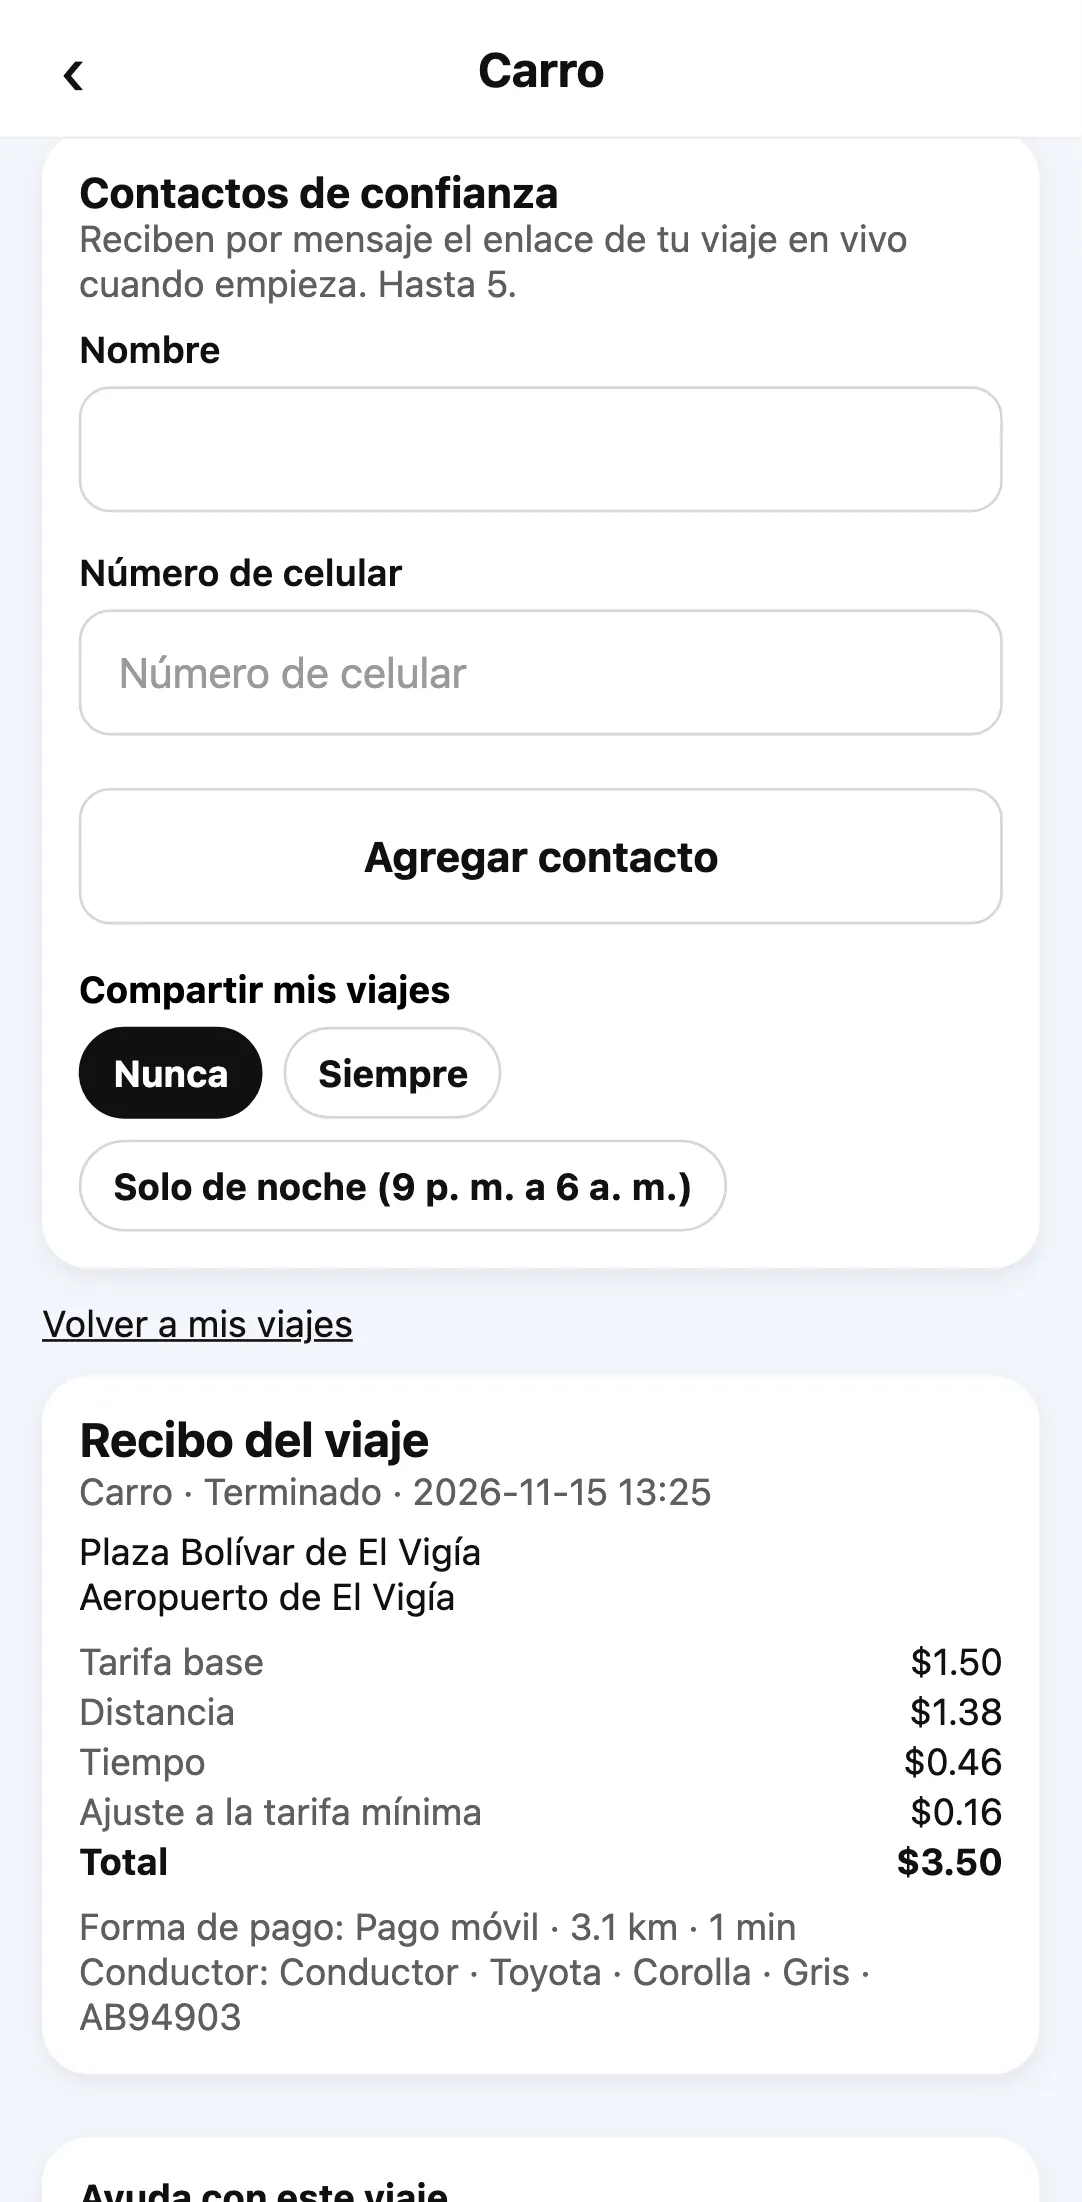 Carro
Contactos de confianza
Reciben por mensaje el enlace de tu viaje en vivo
cuando empieza. Hasta 5.
Nombre
Número de celular
Número de celular
Agregar contacto
Compartir mis viajes
Nunca
Siempre
Solo de noche (9 p. m. a 6 a. m.)
Volver a mis viajes
Recibo del viaje
Carro · Terminado · 2026-11-15 13:25
Plaza Bolívar de El Vigía
Aeropuerto de El Vigía
Tarifa base $1.50
Distancia $1.38
Tiempo $0.46
Ajuste a la tarifa mínima $0.16
Total $3.50
Forma de pago: Pago móvil · 3.1 km · 1 min
Conductor: Conductor · Toyota · Corolla · Gris ·
AB94903
Ayuda con este viaje